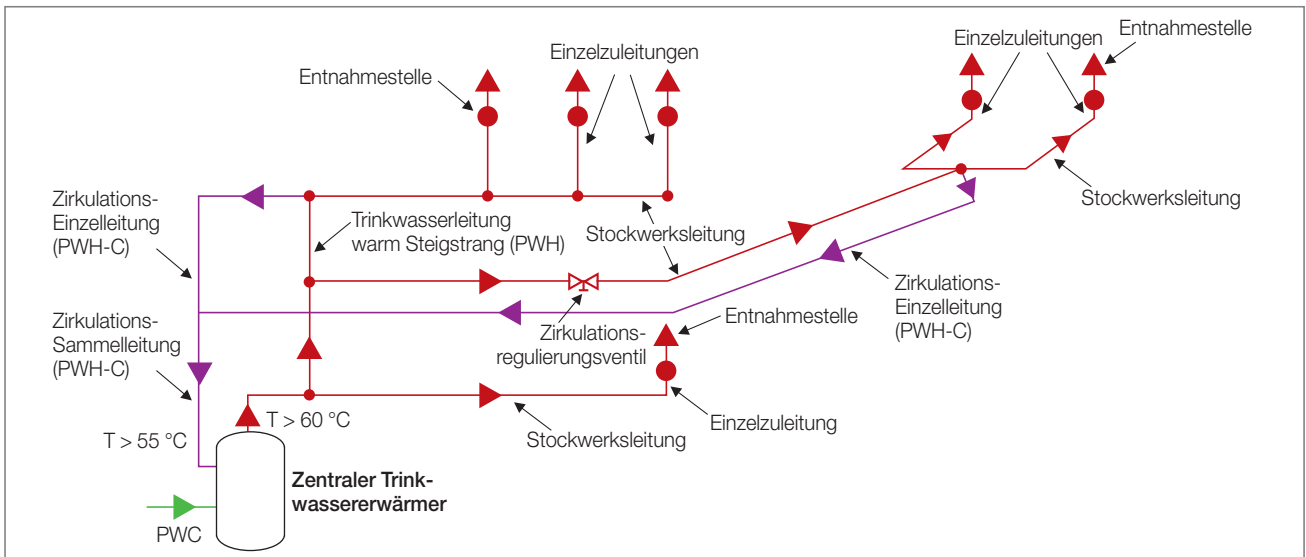 Einzelzuleitungen
Entnahmestelle
Einzelzuleitungen
Entnahmestelle
Zirkulations-
Einzelleitung
(PWH-C)
Trinkwasserleitung
warm Steigstrang (PWH)
Stockwerksleitung
Stockwerksleitung
Zirkulations-
Einzelleitung
(PWH-C)
Zirkulations-
Sammelleitung
(PWH-C)
Zirkulations-
regulierungsventil
Entnahmestelle
Einzelzuleitung
Stockwerksleitung
T > 60 °C
T > 55 °C
Zentraler Trink-
wassererwärmer
PWC